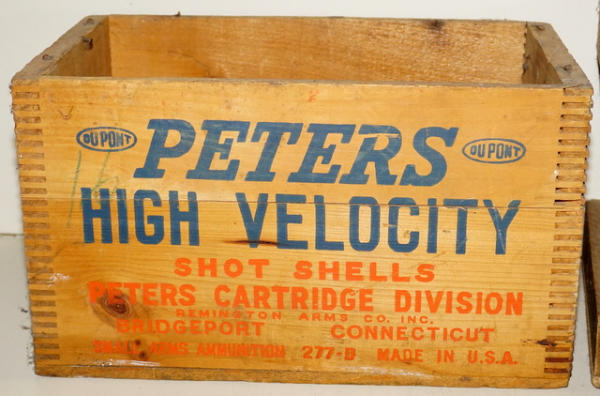 DU PONT PETERS DU PONT
HIGH VELOCITY
SHOT SHELLS
PETERS CARTRIDGE DIVISION
REMINGTON ARMS CO. INC.
BRIDGEPORT CONNECTICUT
SMALL ARMS AMMUNITION 277-B MADE IN U.S.A.